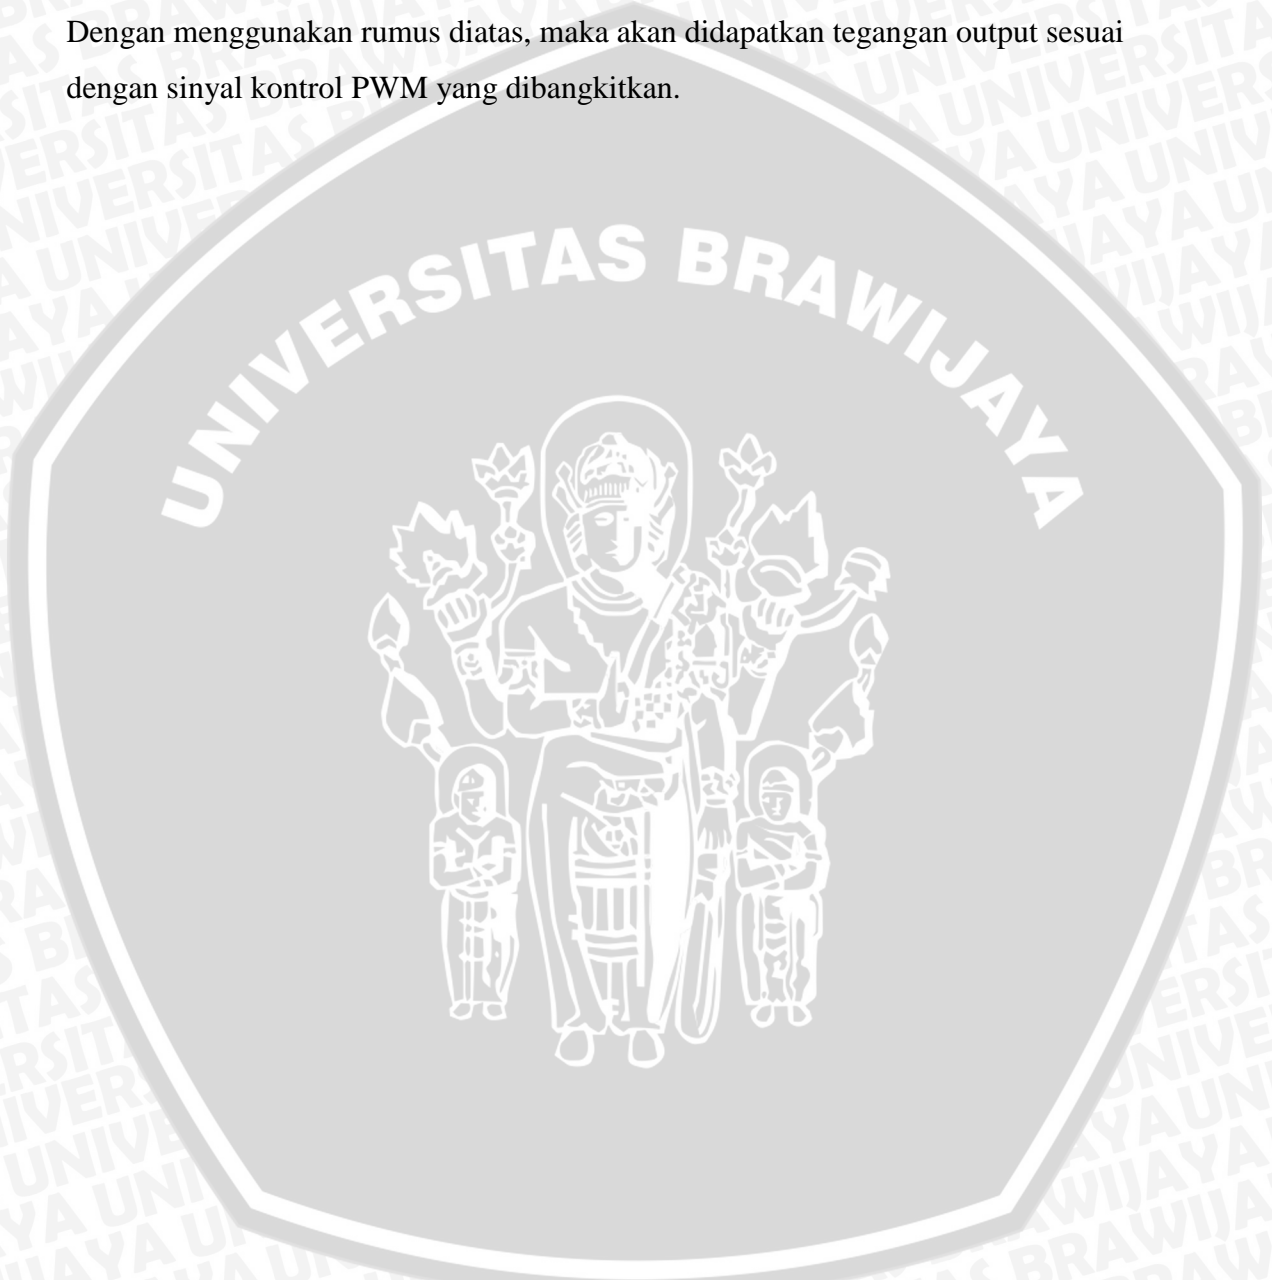 Dengan menggunakan rumus diatas, maka akan didapatkan tegangan output sesuai
dengan sinyal kontrol PWM yang dibangkitkan.
UNIVERSITAS BRAWIJAYA